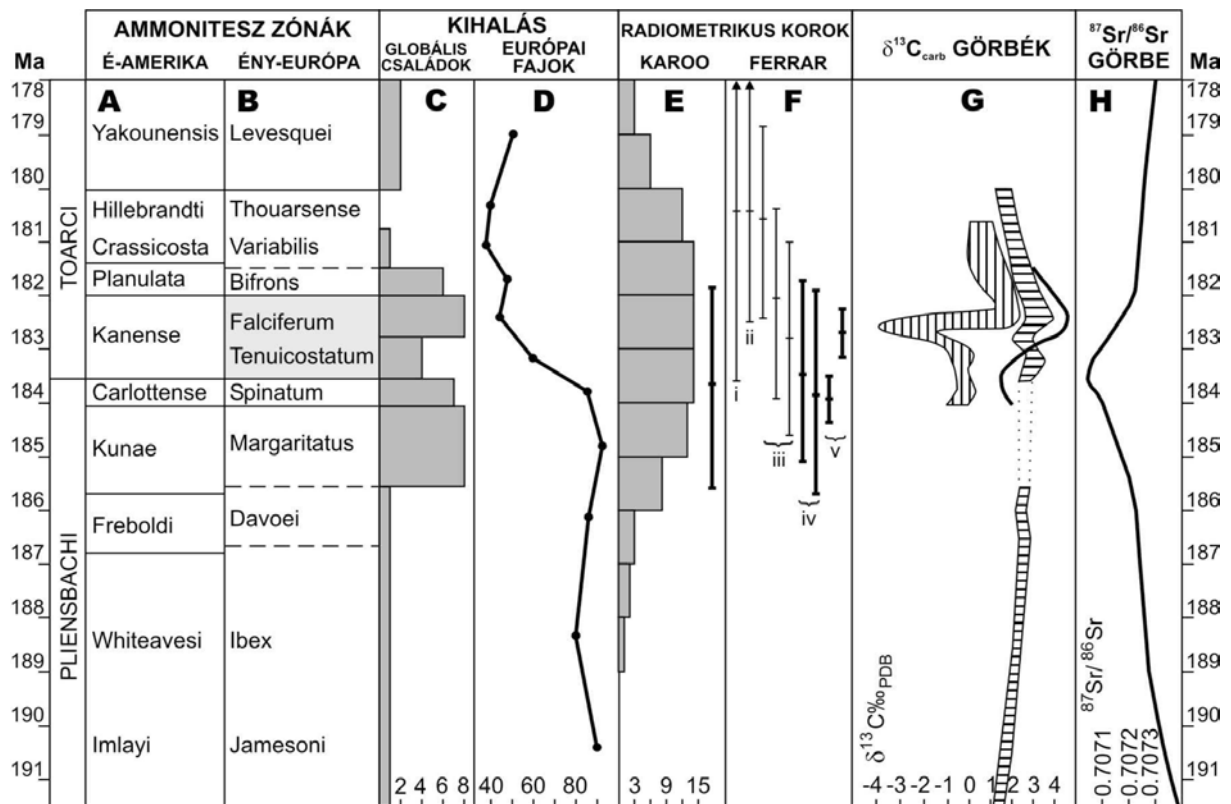 AMMONITESZ ZÓNÁK
KIHALÁS
RADIOMETRIKUS KOROK
δ¹³C carb GÖRBÉK
⁸⁷Sr/⁸⁶Sr
GÖRBE
Ma
É-AMERIKA
ÉNY-EURÓPA
GLOBÁLIS
CSALÁDOK
EURÓPAI
FAJOK
KAROO
FERRAR
Ma
A B C D E F G H
178
179
180
181
182
183
184
185
186
187
188
189
190
191
TOARCI
PLIENSBACHI
Yakounensis
Hillebrandti
Crassicosta
Planulata
Kanense
Carlottense
Kunae
Freboldi
Whiteavesi
Imlayi
Levesquei
Thouarsense
Variabilis
Bifrons
Falciferum
Tenuicostatum
Spinatum
Margaritatus
Davoei
Ibex
Jamesoni
2 4 6 8
40 60 80
3 9 15
i
ii
iii
iv
v
δ¹³C‰PDB
-4 -3 -2 -1 0 1 2 3 4
⁸⁷Sr/⁸⁶Sr
0.7071
0.7072
0.7073
178
179
180
181
182
183
184
185
186
187
188
189
190
191